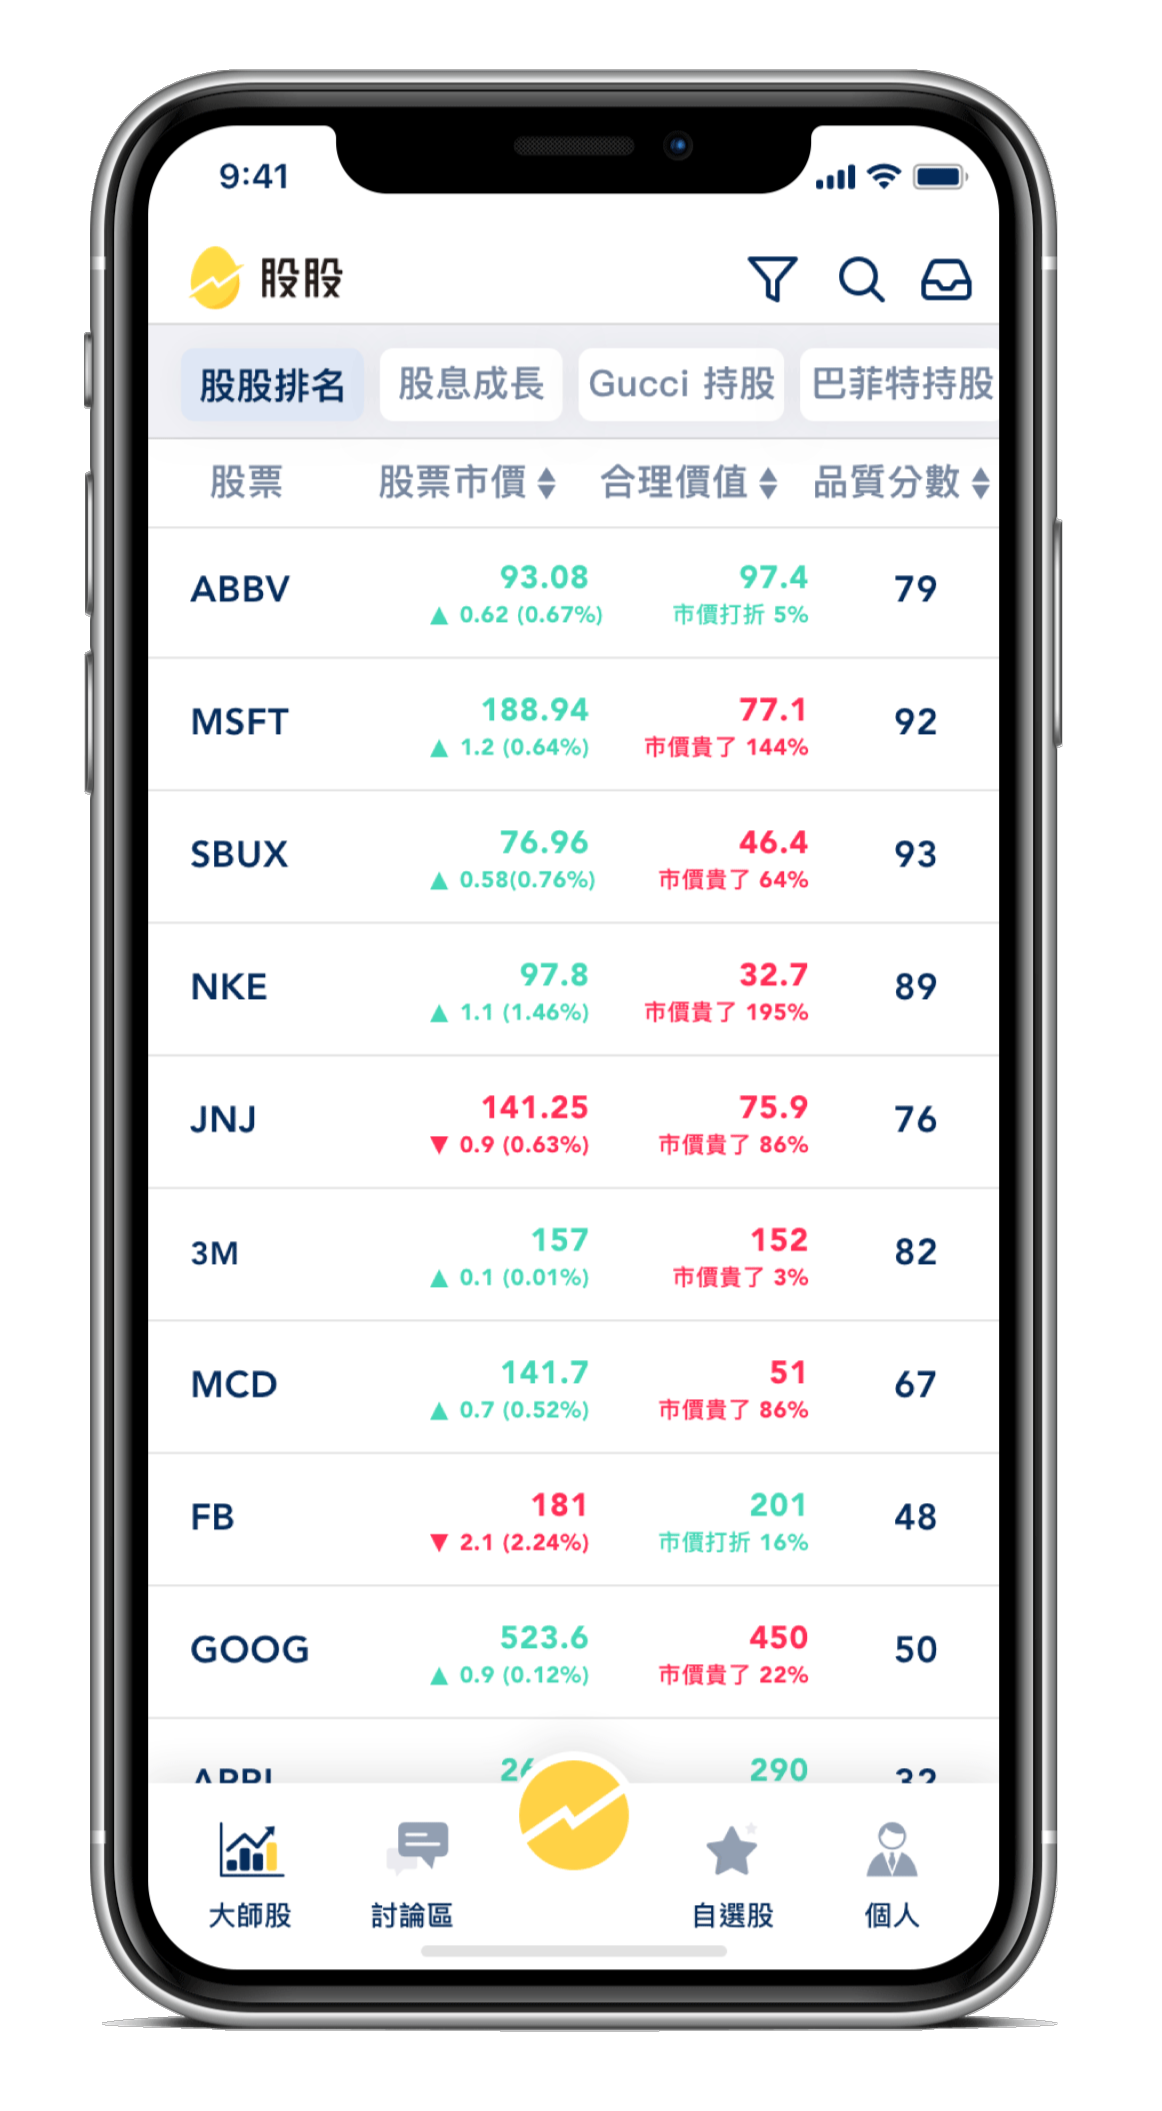 9:41
股股
股股排名 股息成長 Gucci 持股 巴菲特持股
股票 股票市價 合理價值 品質分數
ABBV 93.08 97.4 79
▲ 0.62 (0.67%) 市價打折 5%
MSFT 188.94 77.1 92
▲ 1.2 (0.64%) 市價貴了 144%
SBUX 76.96 46.4 93
▲ 0.58(0.76%) 市價貴了 64%
NKE 97.8 32.7 89
▲ 1.1 (1.46%) 市價貴了 195%
JNJ 141.25 75.9 76
▼ 0.9 (0.63%) 市價貴了 86%
3M 157 152 82
▲ 0.1 (0.01%) 市價貴了 3%
MCD 141.7 51 67
▲ 0.7 (0.52%) 市價貴了 86%
FB 181 201 48
▼ 2.1 (2.24%) 市價打折 16%
GOOG 523.6 450 50
▲ 0.9 (0.12%) 市價貴了 22%
290
大師股 討論區 自選股 個人